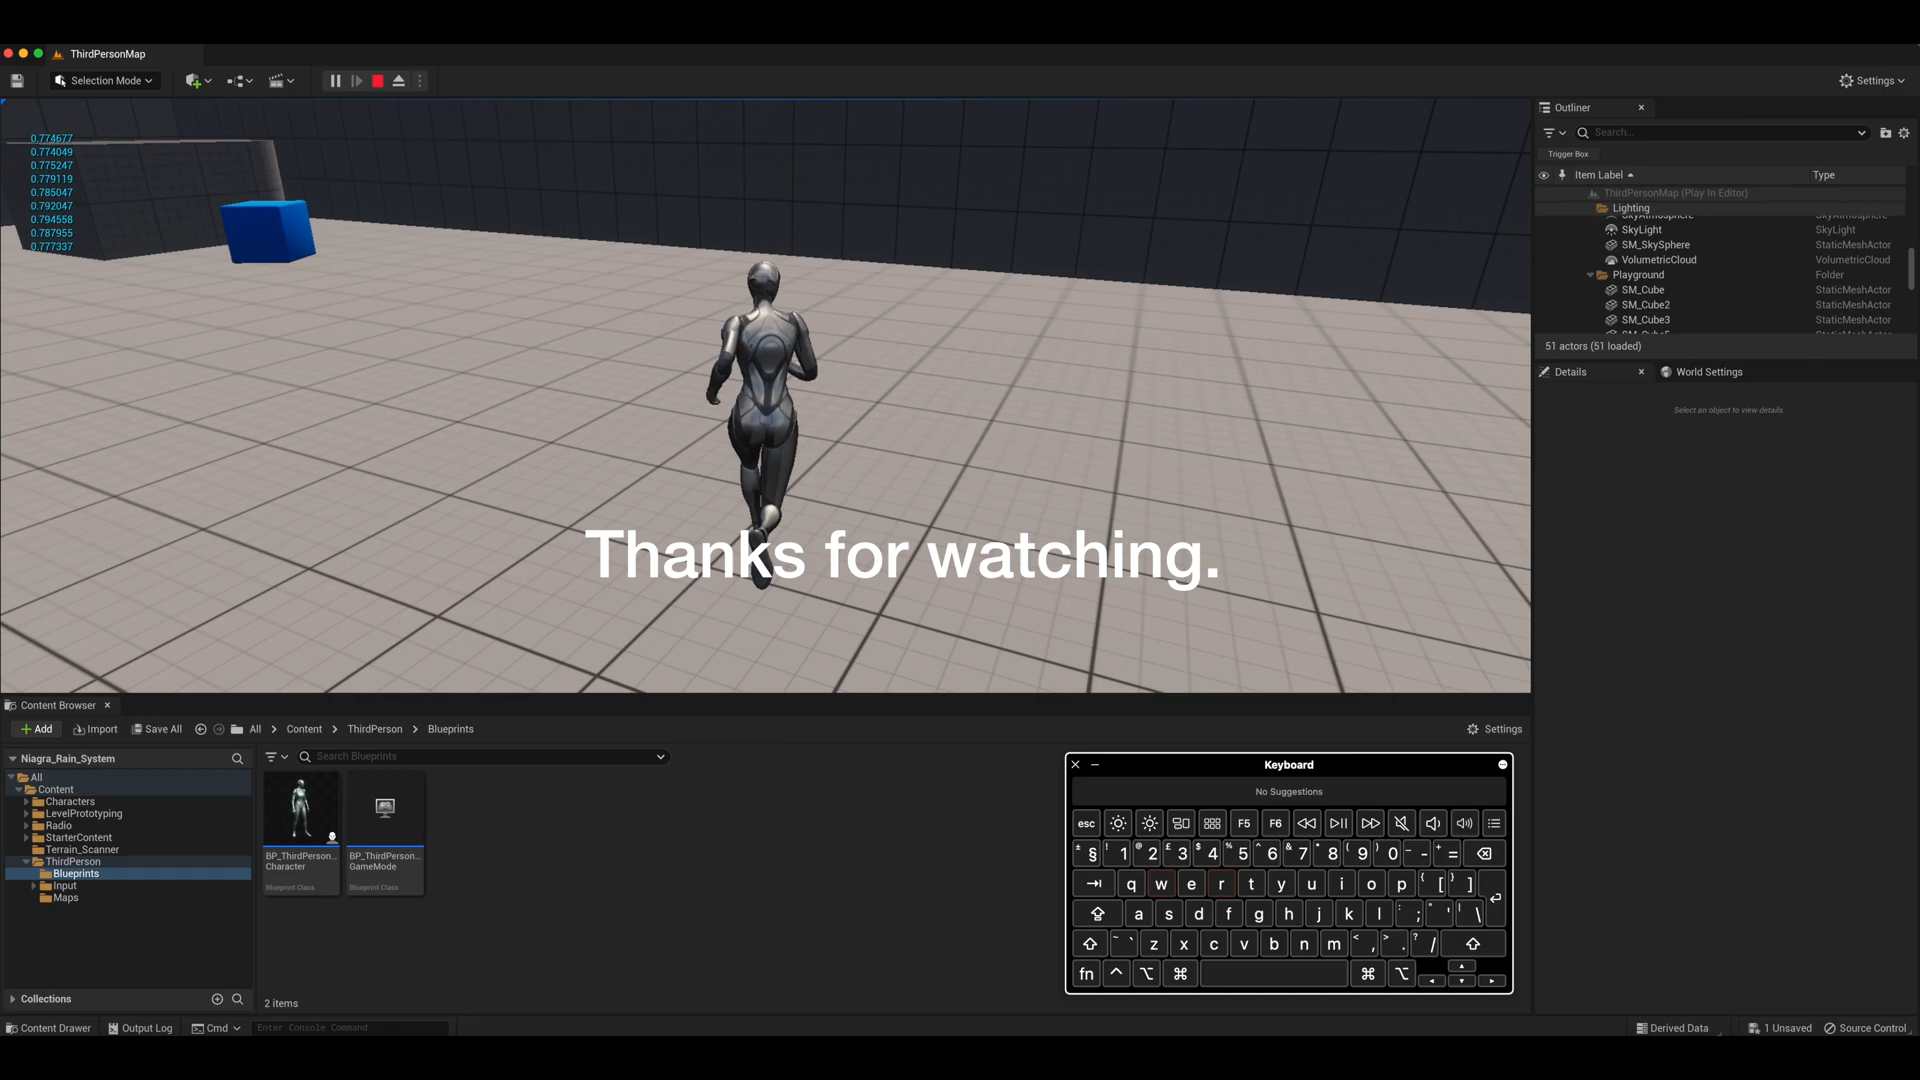 ThirdPersonMap
Selection Mode
Settings
0.774677
0.774049
0.775247
0.779119
0.785047
0.792047
0.794558
0.787955
0.777337
Thanks for watching.
Outliner
Search...
Trigger Box
Item Label
Type
ThirdPersonMap (Play In Editor)
Lighting
SkyAtmosphere SkyAtmosphere
SkyLight SkyLight
SM_SkySphere StaticMeshActor
VolumetricCloud VolumetricCloud
Playground Folder
SM_Cube StaticMeshActor
SM_Cube2 StaticMeshActor
SM_Cube3 StaticMeshActor
51 actors (51 loaded)
Details
World Settings
Select an object to view details.
Content Browser
Add Import Save All All Content ThirdPerson Blueprints
Settings
Niagra_Rain_System
All
Content
Characters
LevelPrototyping
Radio
StarterContent
Terrain_Scanner
ThirdPerson
Blueprints
Input
Maps
Collections
Search Blueprints
BP_ThirdPerson...
Character
Blueprint Class
BP_ThirdPerson...
GameMode
Blueprint Class
2 items
Keyboard
No Suggestions
esc F5 F6
± § ! 1 @ 2 £ 3 $ 4 % 5 ^ 6 & 7 * 8 ( 9 ) 0 _ - + =
q w e r t y u i o p { [ } ]
a s d f g h j k l : ; " ' | \
~ ` z x c v b n m < , > . ? /
fn ^ ⌥ ⌘ ⌘ ⌥
Content Drawer Output Log Cmd Enter Console Command
Derived Data 1 Unsaved Source Control